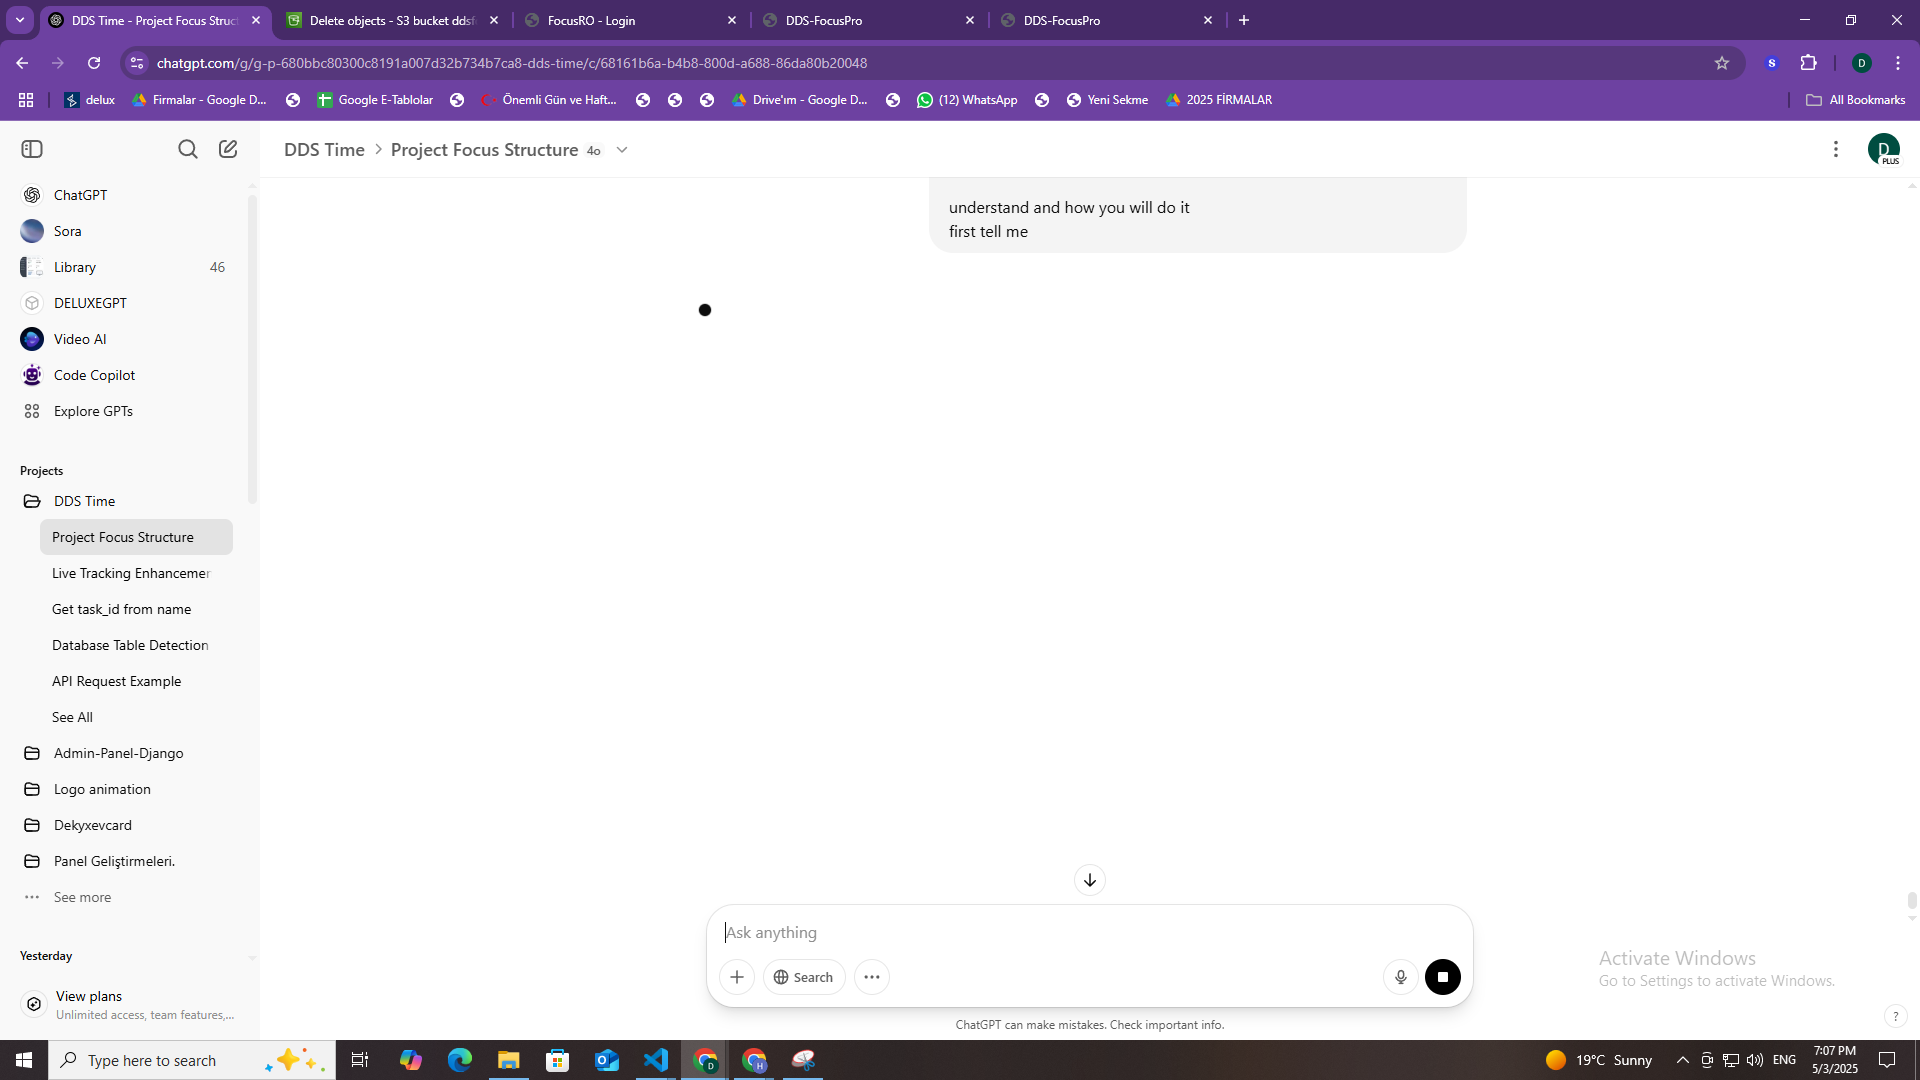 DDS Time - Project Focus Struct
Delete objects - S3 bucket ddsf
FocusRO - Login
DDS-FocusPro
DDS-FocusPro
chatgpt.com/g/g-p-680bbc80300c8191a007d32b734b7ca8-dds-time/c/68161b6a-b4b8-800d-a688-86da80b20048
S
D
delux
Firmalar - Google D...
Google E-Tablolar
Önemli Gün ve Haft...
Drive'ım - Google D...
(12) WhatsApp
Yeni Sekme
2025 FİRMALAR
All Bookmarks
DDS Time > Project Focus Structure 4o
D
PLUS
ChatGPT
Sora
Library 46
DELUXEGPT
Video AI
Code Copilot
Explore GPTs
Projects
DDS Time
Project Focus Structure
Live Tracking Enhancemer
Get task_id from name
Database Table Detection
API Request Example
See All
Admin-Panel-Django
Logo animation
Dekyxevcard
Panel Geliştirmeleri.
See more
Yesterday
View plans
Unlimited access, team features,...
understand and how you will do it
first tell me
Ask anything
Search
ChatGPT can make mistakes. Check important info.
Activate Windows
Go to Settings to activate Windows.
?
Type here to search
D
H
19°C Sunny
ENG
7:07 PM
5/3/2025